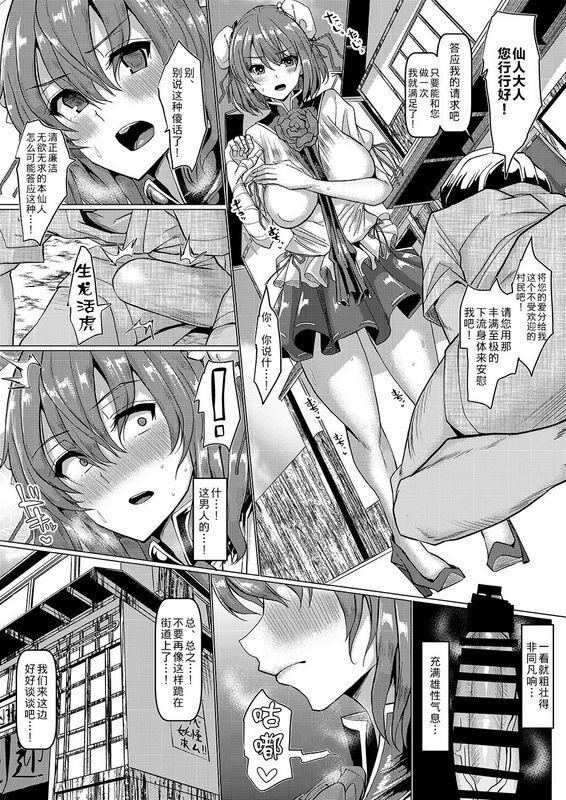 仙人大人
您行行好！
答应我的请求吧
只要能和您
做一次
我就满足了！
别、
别说这种傻话了！
清正廉洁
无欲无求的本仙人
怎么可能答应这种…！
将您的爱分给我
这个不受欢迎的
村民吧！
请您用那
丰满至极的
下流身体来安慰
我吧！
你，你说什…！
生龙活虎
！
什…！
这男人的…！
一看就粗壮得
非同凡响…！
充满雄性气息…
咕嘟♡
总、总之…！
不要再像这样跪在
街道上了…！
我们来这边
好好谈谈吧…！